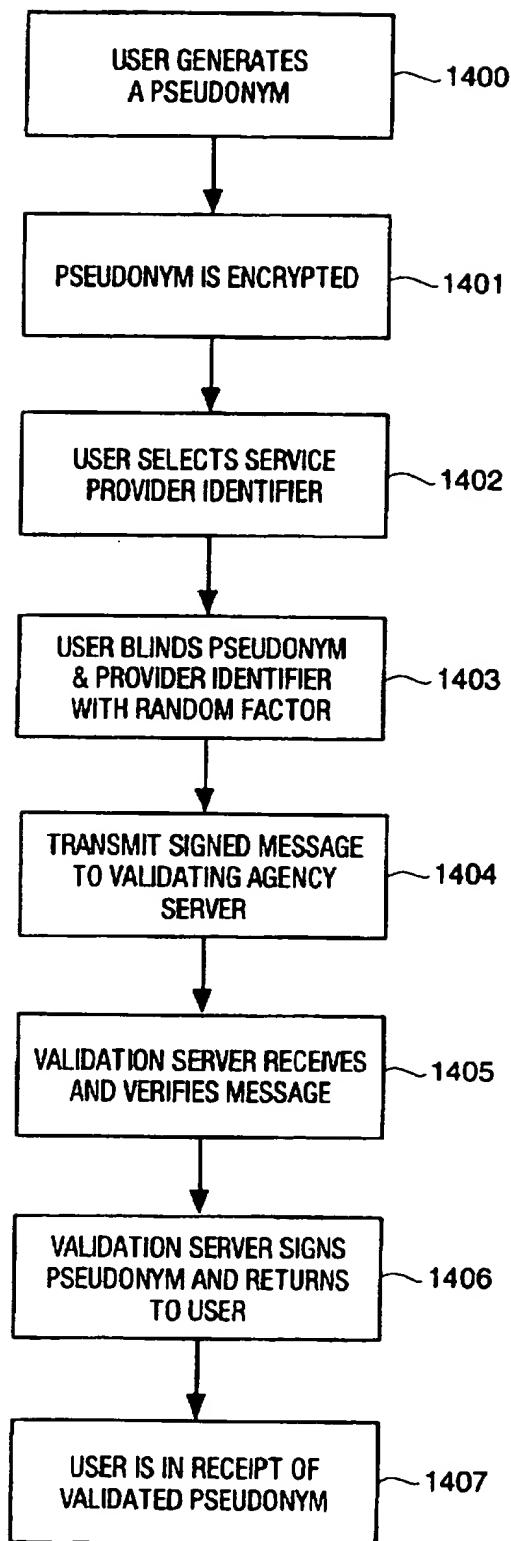 USER GENERATES
A PSEUDONYM
1400
PSEUDONYM IS ENCRYPTED
1401
USER SELECTS SERVICE
PROVIDER IDENTIFIER
1402
USER BLINDS PSEUDONYM
& PROVIDER IDENTIFIER
WITH RANDOM FACTOR
1403
TRANSMIT SIGNED MESSAGE
TO VALIDATING AGENCY
SERVER
1404
VALIDATION SERVER RECEIVES
AND VERIFIES MESSAGE
1405
VALIDATION SERVER SIGNS
PSEUDONYM AND RETURNS
TO USER
1406
USER IS IN RECEIPT OF
VALIDATED PSEUDONYM
1407